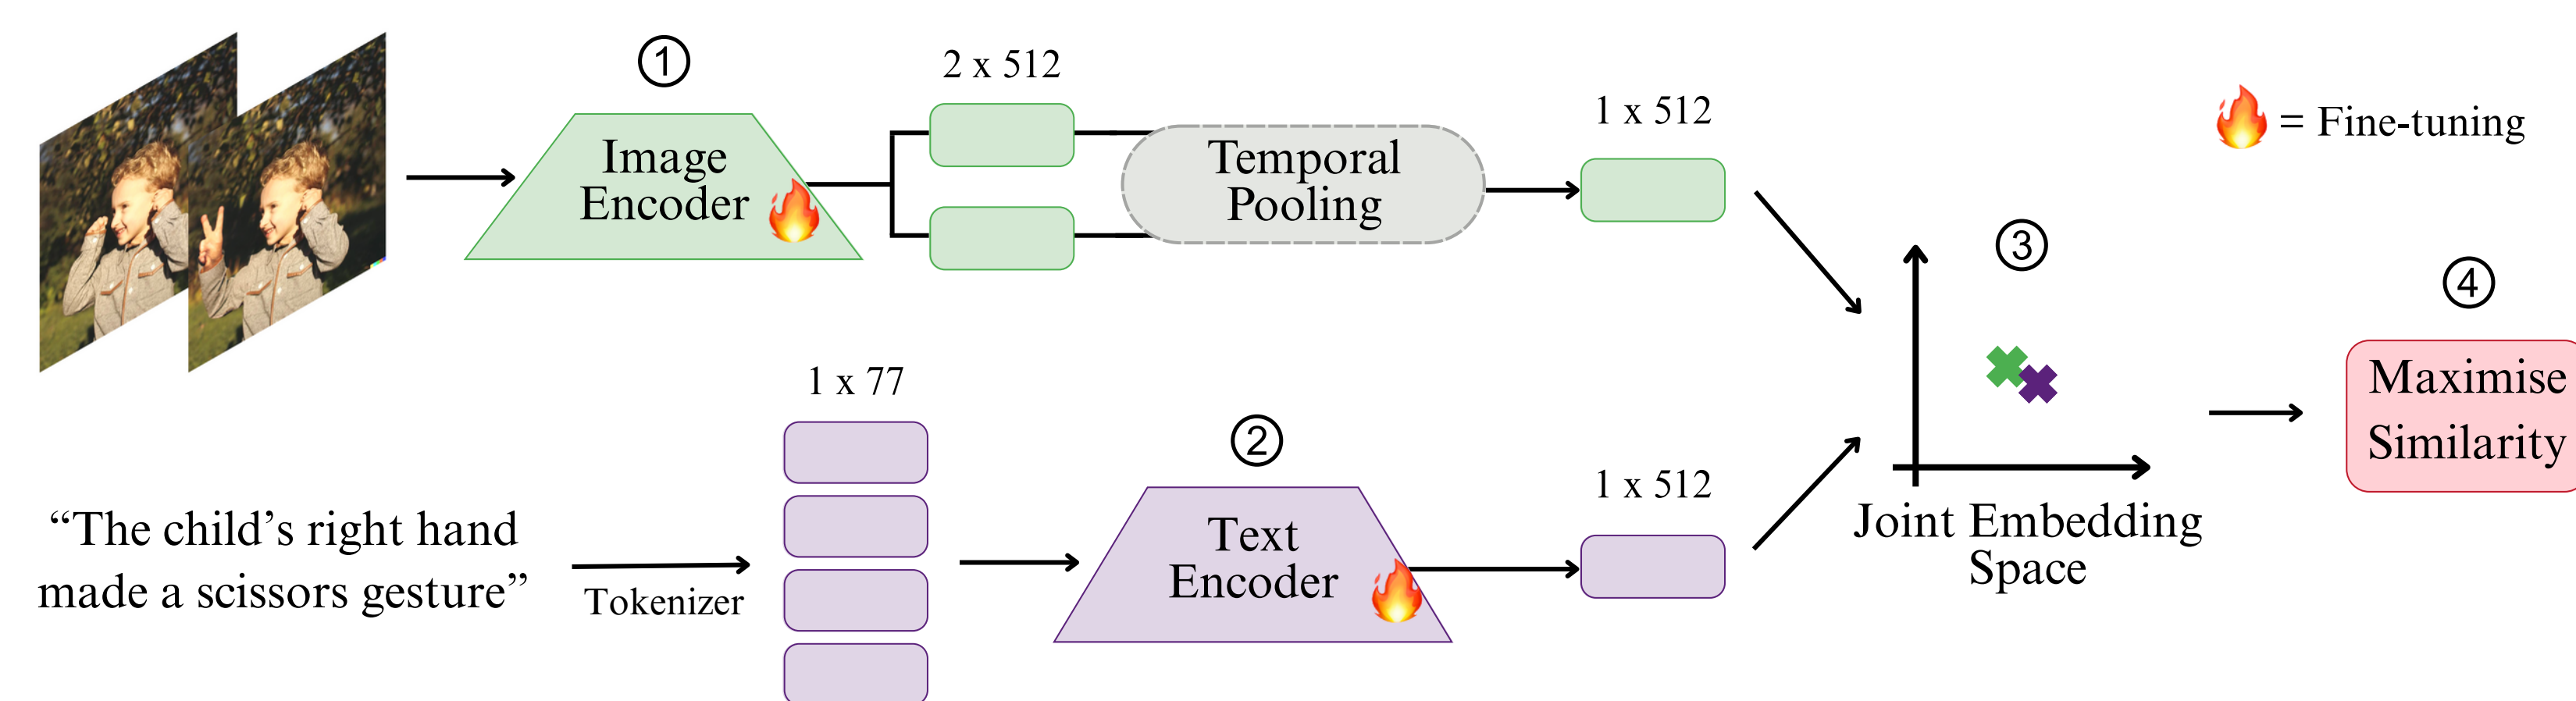 ①
2 x 512
Image
Encoder
Temporal
Pooling
1 x 512
= Fine-tuning
③
④
Maximise
Similarity
1 x 77
②
“The child’s right hand
made a scissors gesture”
Tokenizer
Text
Encoder
1 x 512
Joint Embedding
Space